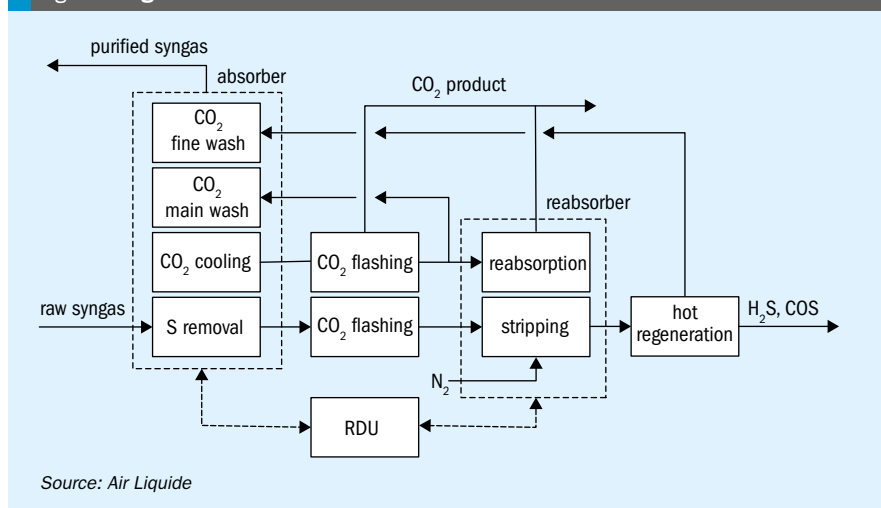 purified syngas
absorber
CO2 product
CO2
fine wash
CO2
main wash
reabsorber
CO2 cooling
CO2 flashing
reabsorption
raw syngas
S removal
CO2 flashing
stripping
hot
regeneration
H2S, COS
N2
RDU
Source: Air Liquide